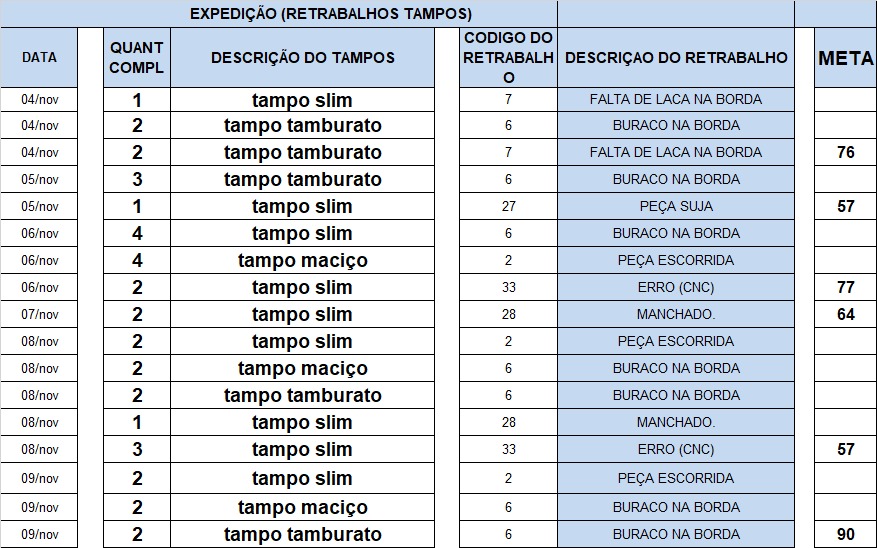 EXPEDIÇÃO (RETRABALHOS TAMPOS)
DATA QUANT COMPL DESCRIÇÃO DO TAMPOS CODIGO DO RETRABALHO DESCRIÇAO DO RETRABALHO META
04/nov 1 tampo slim 7 FALTA DE LACA NA BORDA
04/nov 2 tampo tamburato 6 BURACO NA BORDA
04/nov 2 tampo tamburato 7 FALTA DE LACA NA BORDA 76
05/nov 3 tampo tamburato 6 BURACO NA BORDA
05/nov 1 tampo slim 27 PEÇA SUJA 57
06/nov 4 tampo slim 6 BURACO NA BORDA
06/nov 4 tampo maciço 2 PEÇA ESCORRIDA
06/nov 2 tampo slim 33 ERRO (CNC) 77
07/nov 2 tampo slim 28 MANCHADO. 64
08/nov 2 tampo slim 2 PEÇA ESCORRIDA
08/nov 2 tampo maciço 6 BURACO NA BORDA
08/nov 2 tampo tamburato 6 BURACO NA BORDA
08/nov 1 tampo slim 28 MANCHADO.
08/nov 3 tampo slim 33 ERRO (CNC) 57
09/nov 2 tampo slim 2 PEÇA ESCORRIDA
09/nov 2 tampo maciço 6 BURACO NA BORDA
09/nov 2 tampo tamburato 6 BURACO NA BORDA 90